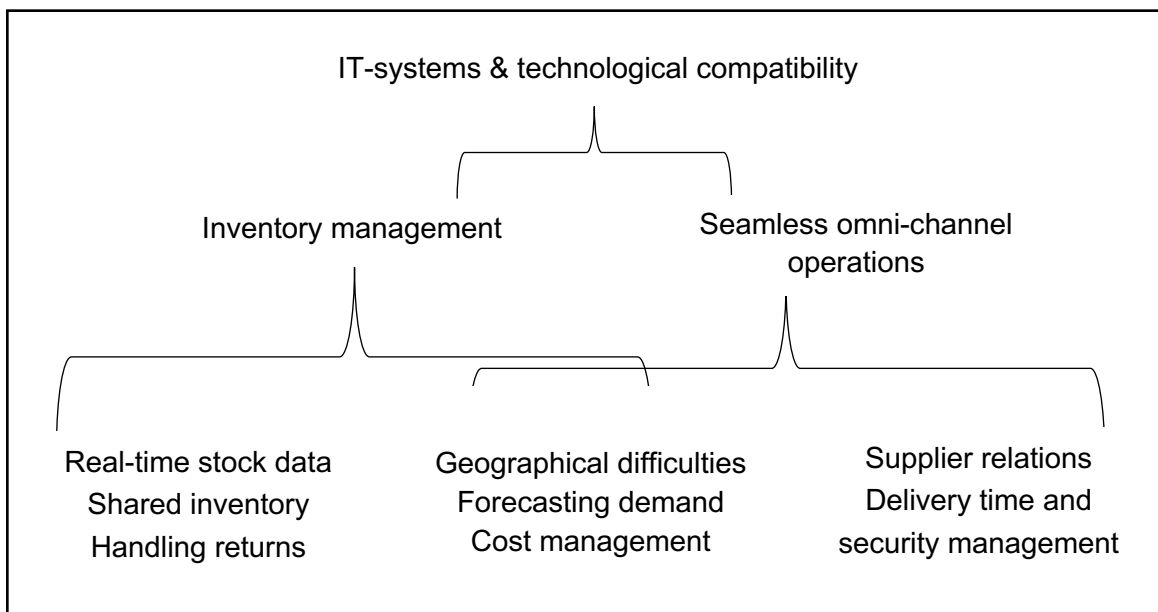 IT-systems & technological compatibility
Inventory management
Seamless omni-channel
operations
Real-time stock data
Shared inventory
Handling returns
Geographical difficulties
Forecasting demand
Cost management
Supplier relations
Delivery time and
security management